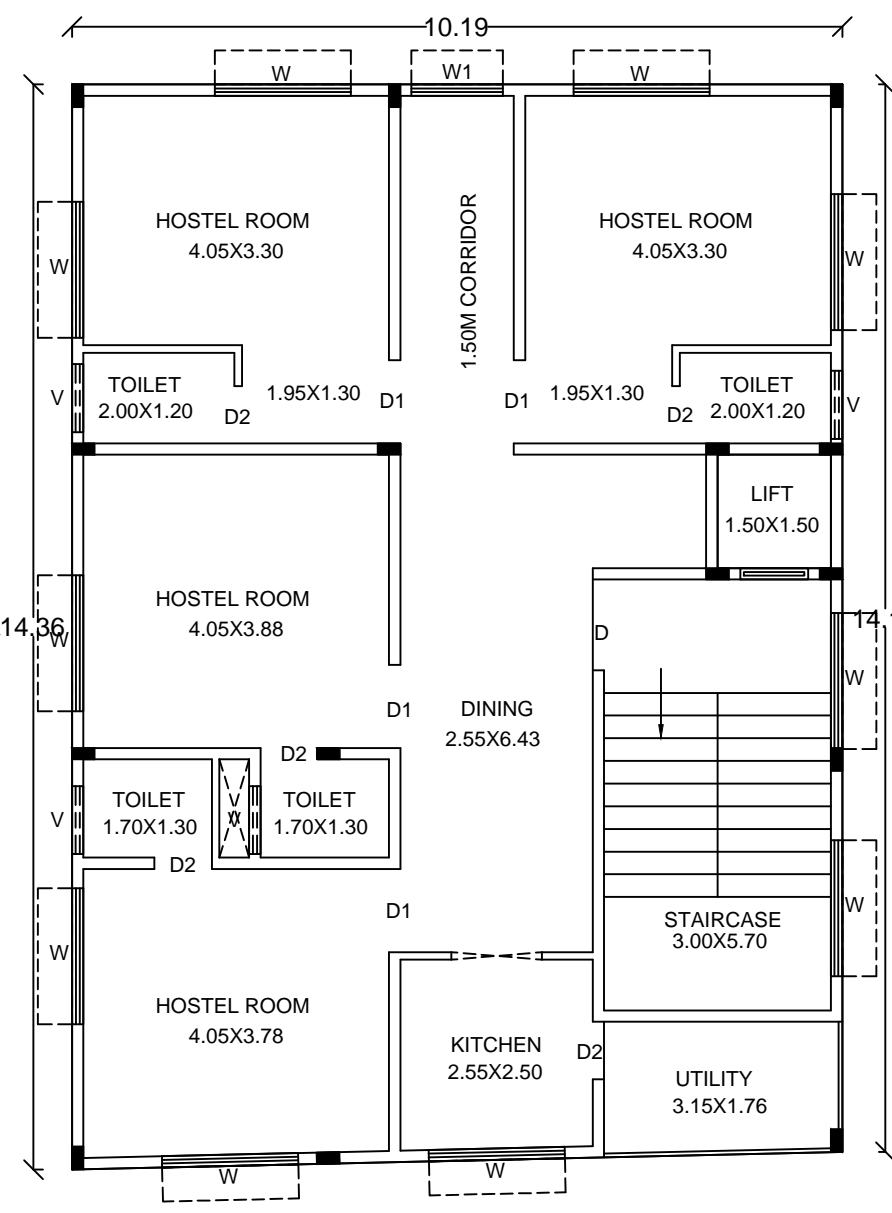 10.19
W
W1
W
HOSTEL ROOM
4.05X3.30
1.50M CORRIDOR
HOSTEL ROOM
4.05X3.30
W
W
V
TOILET
2.00X1.20
D2
1.95X1.30
D1
D1
1.95X1.30
D2
TOILET
2.00X1.20
V
LIFT
1.50X1.50
HOSTEL ROOM
4.05X3.88
14.36
W
D
14.1
W
D1
DINING
2.55X6.43
D2
V
TOILET
1.70X1.30
V
TOILET
1.70X1.30
D2
D1
W
STAIRCASE
3.00X5.70
W
HOSTEL ROOM
4.05X3.78
KITCHEN
2.55X2.50
D2
UTILITY
3.15X1.76
W
W